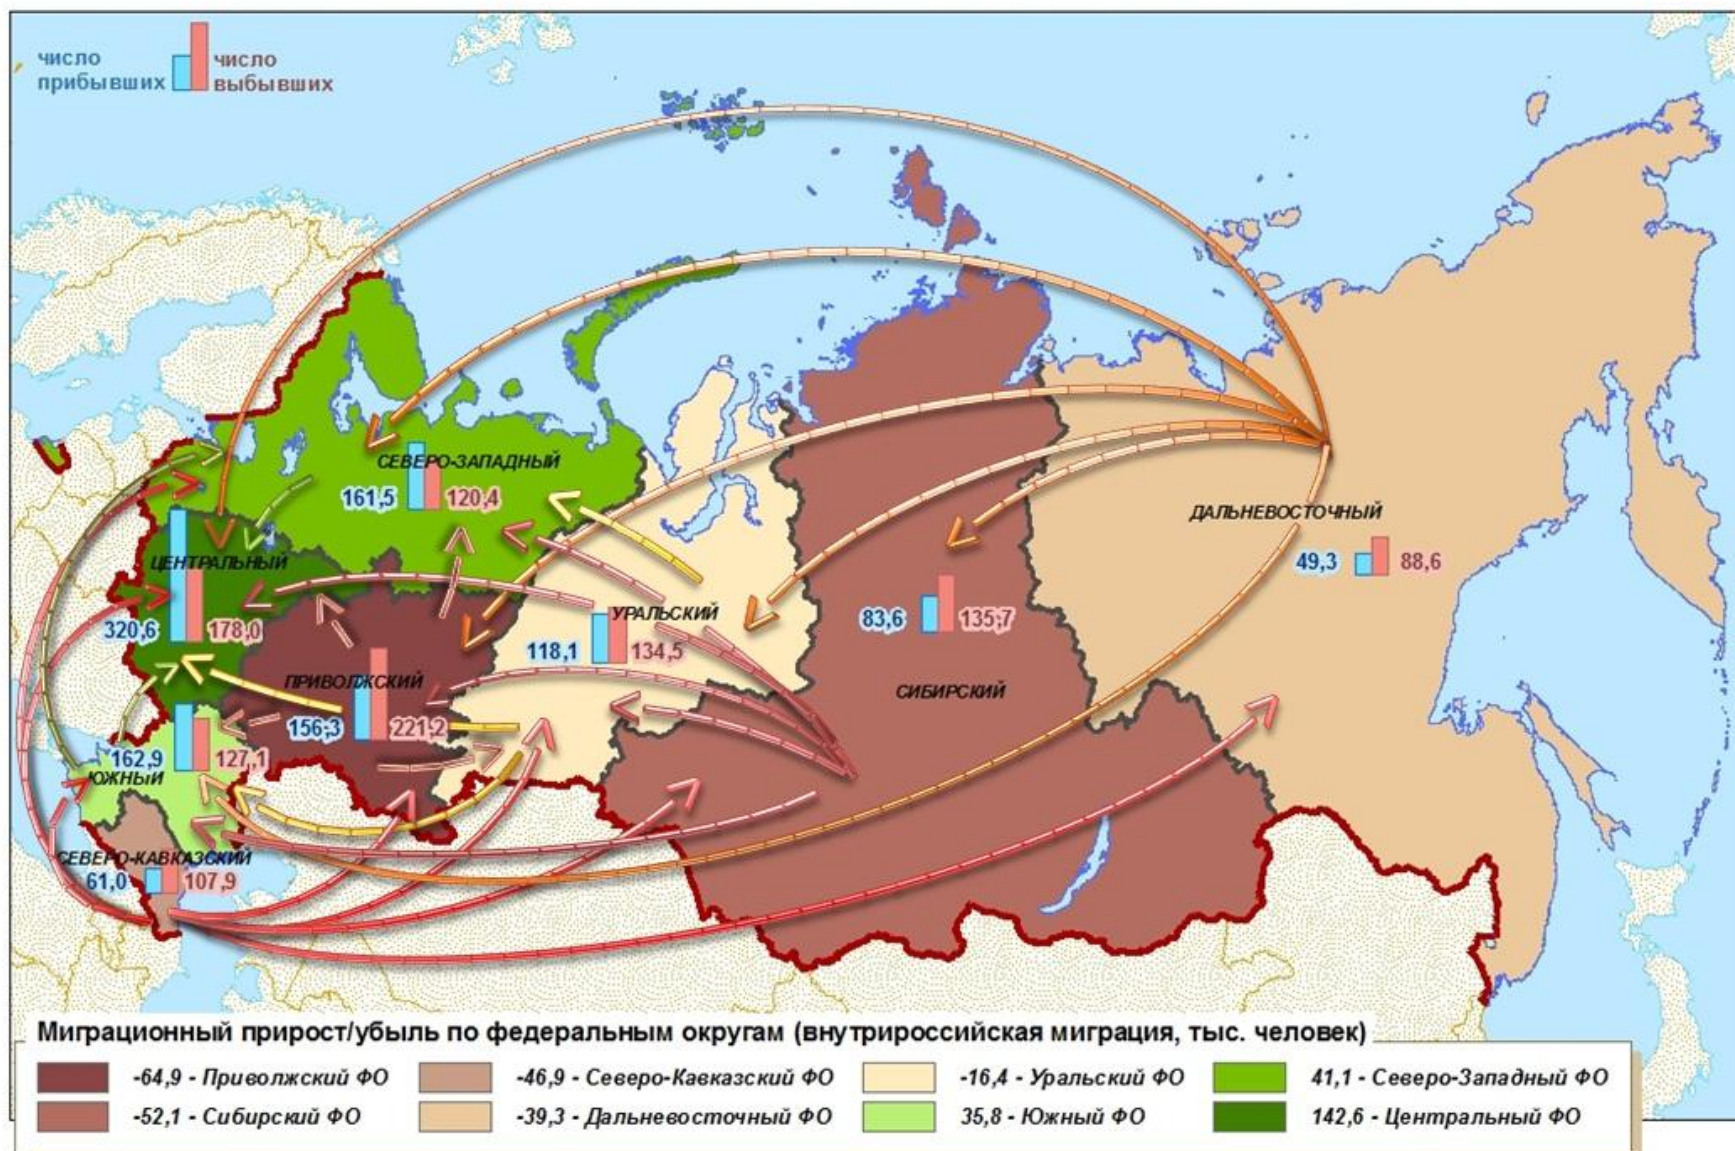 число
прибывших
число
выбывших
СЕВЕРО-ЗАПАДНЫЙ
161,5
120,4
ДАЛЬНЕВОСТОЧНЫЙ
49,3
88,6
ЦЕНТРАЛЬНЫЙ
320,6
178,0
УРАЛЬСКИЙ
118,1
134,5
83,6
135,7
СИБИРСКИЙ
ПРИВОЛЖСКИЙ
156,3
221,2
162,9
127,1
ЮЖНЫЙ
СЕВЕРО-КАВКАЗСКИЙ
61,0
107,9
Миграционный прирост/убыль по федеральным округам (внутрироссийская миграция, тыс. человек)
-64,9 - Приволжский ФО
-46,9 - Северо-Кавказский ФО
-16,4 - Уральский ФО
41,1 - Северо-Западный ФО
-52,1 - Сибирский ФО
-39,3 - Дальневосточный ФО
35,8 - Южный ФО
142,6 - Центральный ФО